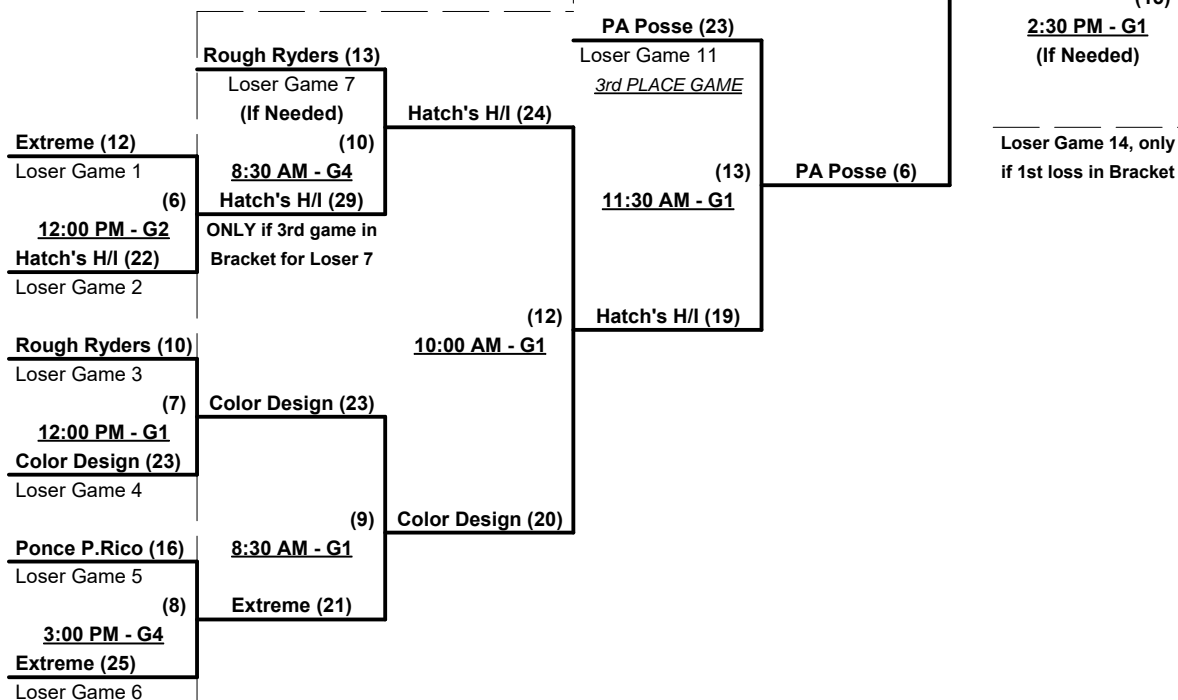 PA Posse (23)
2:30 PM - G1
Rough Ryders (13)
Loser Game 11
(If Needed)
Loser Game 7
3rd PLACE GAME
(If Needed)
Hatch's H/I (24)
Extreme (12)
(10)
Loser Game 1
8:30 AM - G4
(13)
PA Posse (6)
Loser Game 14, only
if 1st loss in Bracket
(6)
Hatch's H/I (29)
11:30 AM - G1
12:00 PM - G2
ONLY if 3rd game in
Hatch's H/I (22)
Bracket for Loser 7
Loser Game 2
(12)
Hatch's H/I (19)
Rough Ryders (10)
10:00 AM - G1
Loser Game 3
(7)
Color Design (23)
12:00 PM - G1
Color Design (23)
Loser Game 4
(9)
Color Design (20)
Ponce P.Rico (16)
8:30 AM - G1
Loser Game 5
(8)
Extreme (21)
3:00 PM - G4
Extreme (25)
Loser Game 6